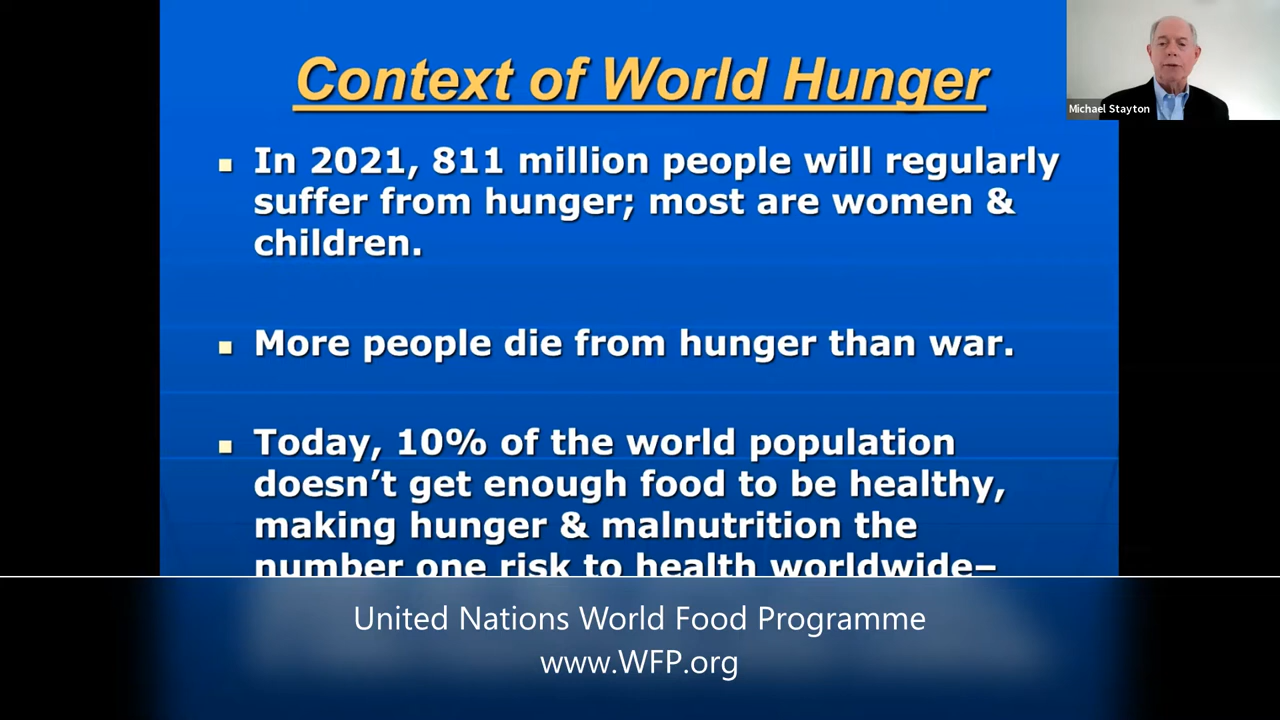 Context of World Hunger
Michael Stayton
In 2021, 811 million people will regularly
suffer from hunger; most are women &
children.
More people die from hunger than war.
Today, 10% of the world population
doesn’t get enough food to be healthy,
making hunger & malnutrition the
number one risk to health worldwide–
United Nations World Food Programme
www.WFP.org